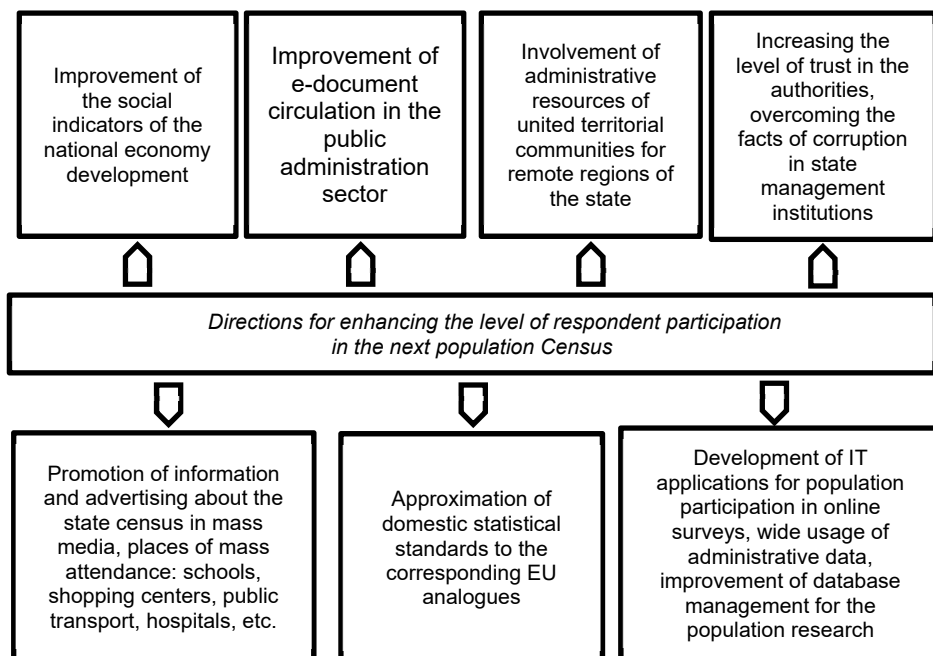 Improvement of
the social
indicators of the
national economy
development
Improvement of
e-document
circulation in the
public
administration
sector
Involvement of
administrative
resources of
united territorial
communities for
remote regions of
the state
Increasing the
level of trust in the
authorities,
overcoming the
facts of corruption
in state
management
institutions
Directions for enhancing the level of respondent participation
in the next population Census
Promotion of information
and advertising about the
state census in mass
media, places of mass
attendance: schools,
shopping centers, public
transport, hospitals, etc.
Approximation of
domestic statistical
standards to the
corresponding EU
analogues
Development of IT
applications for population
participation in online
surveys, wide usage of
administrative data,
improvement of database
management for the
population research